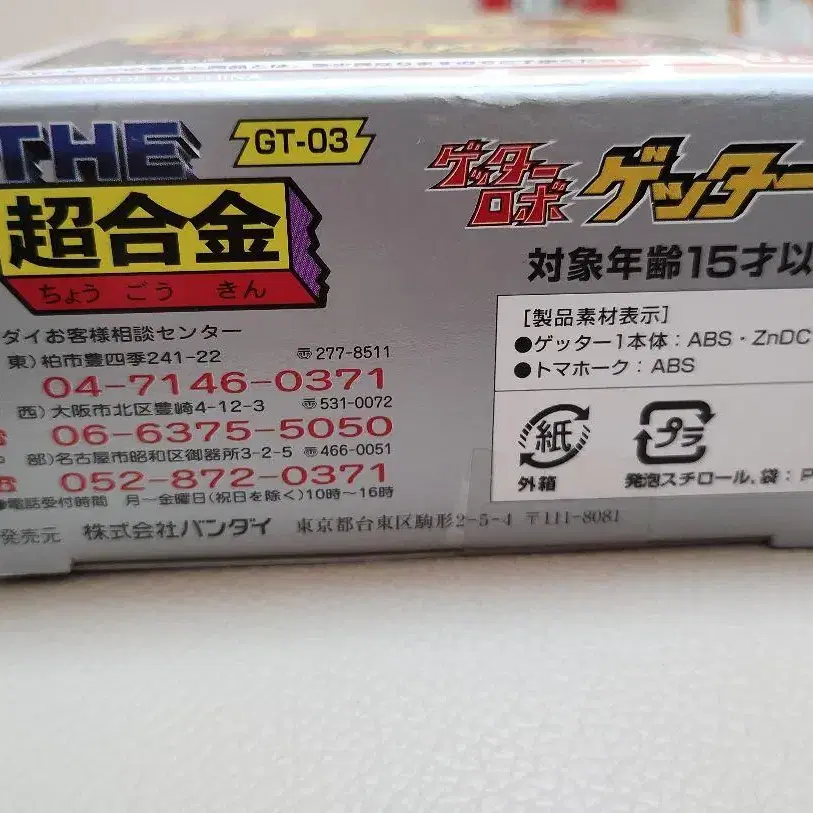 MADE IN CHINA
THE
GT-03
超合金
ちょう ごう きん
ゲッター
ロボ
ゲッター
対象年齢15才以
ダイお客様相談センター
東)柏市豊四季241-22 277-8511
04-7146-0371
西)大阪市北区豊崎4-12-3 531-0072
06-6375-5050
部)名古屋市昭和区御器所3-2-5 466-0051
052-872-0371
●電話受付時間 月〜金曜日(祝日を除く)10時〜16時
発売元 株式会社バンダイ 東京都台東区駒形2-5-4 〒111-8081
[製品素材表示]
●ゲッター1本体:ABS・ZnDC
●トマホーク:ABS
紙
外箱
プラ
発泡スチロール、袋:P